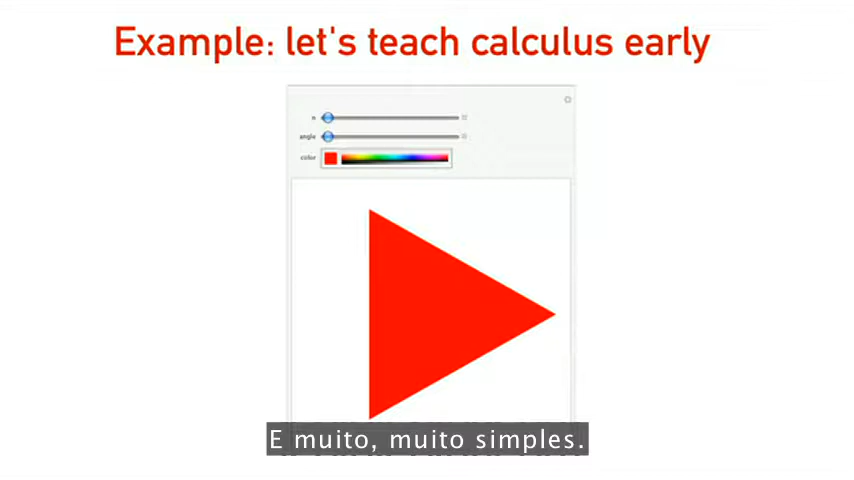 Example: let's teach calculus early
n
angle
color
E muito, muito simples.